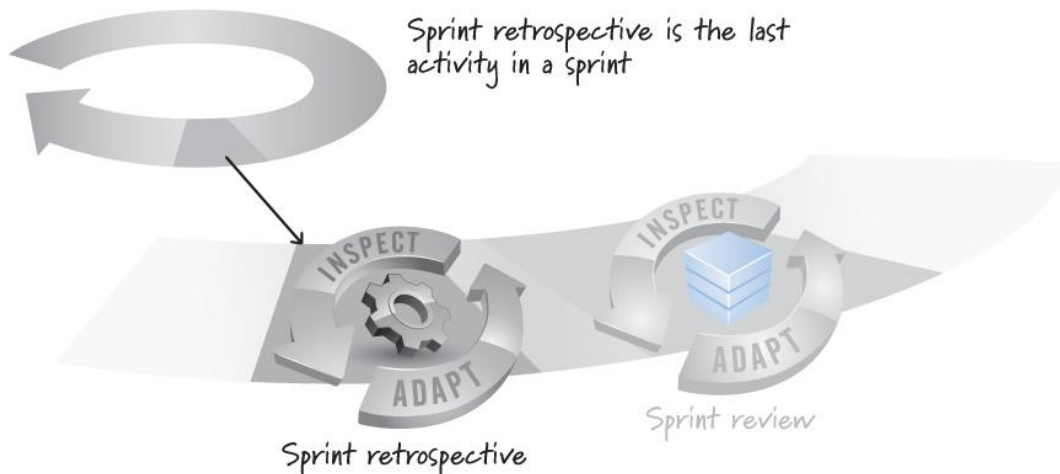 Sprint retrospective is the last
activity in a sprint
INSPECT
ADAPT
Sprint retrospective
INSPECT
ADAPT
Sprint review